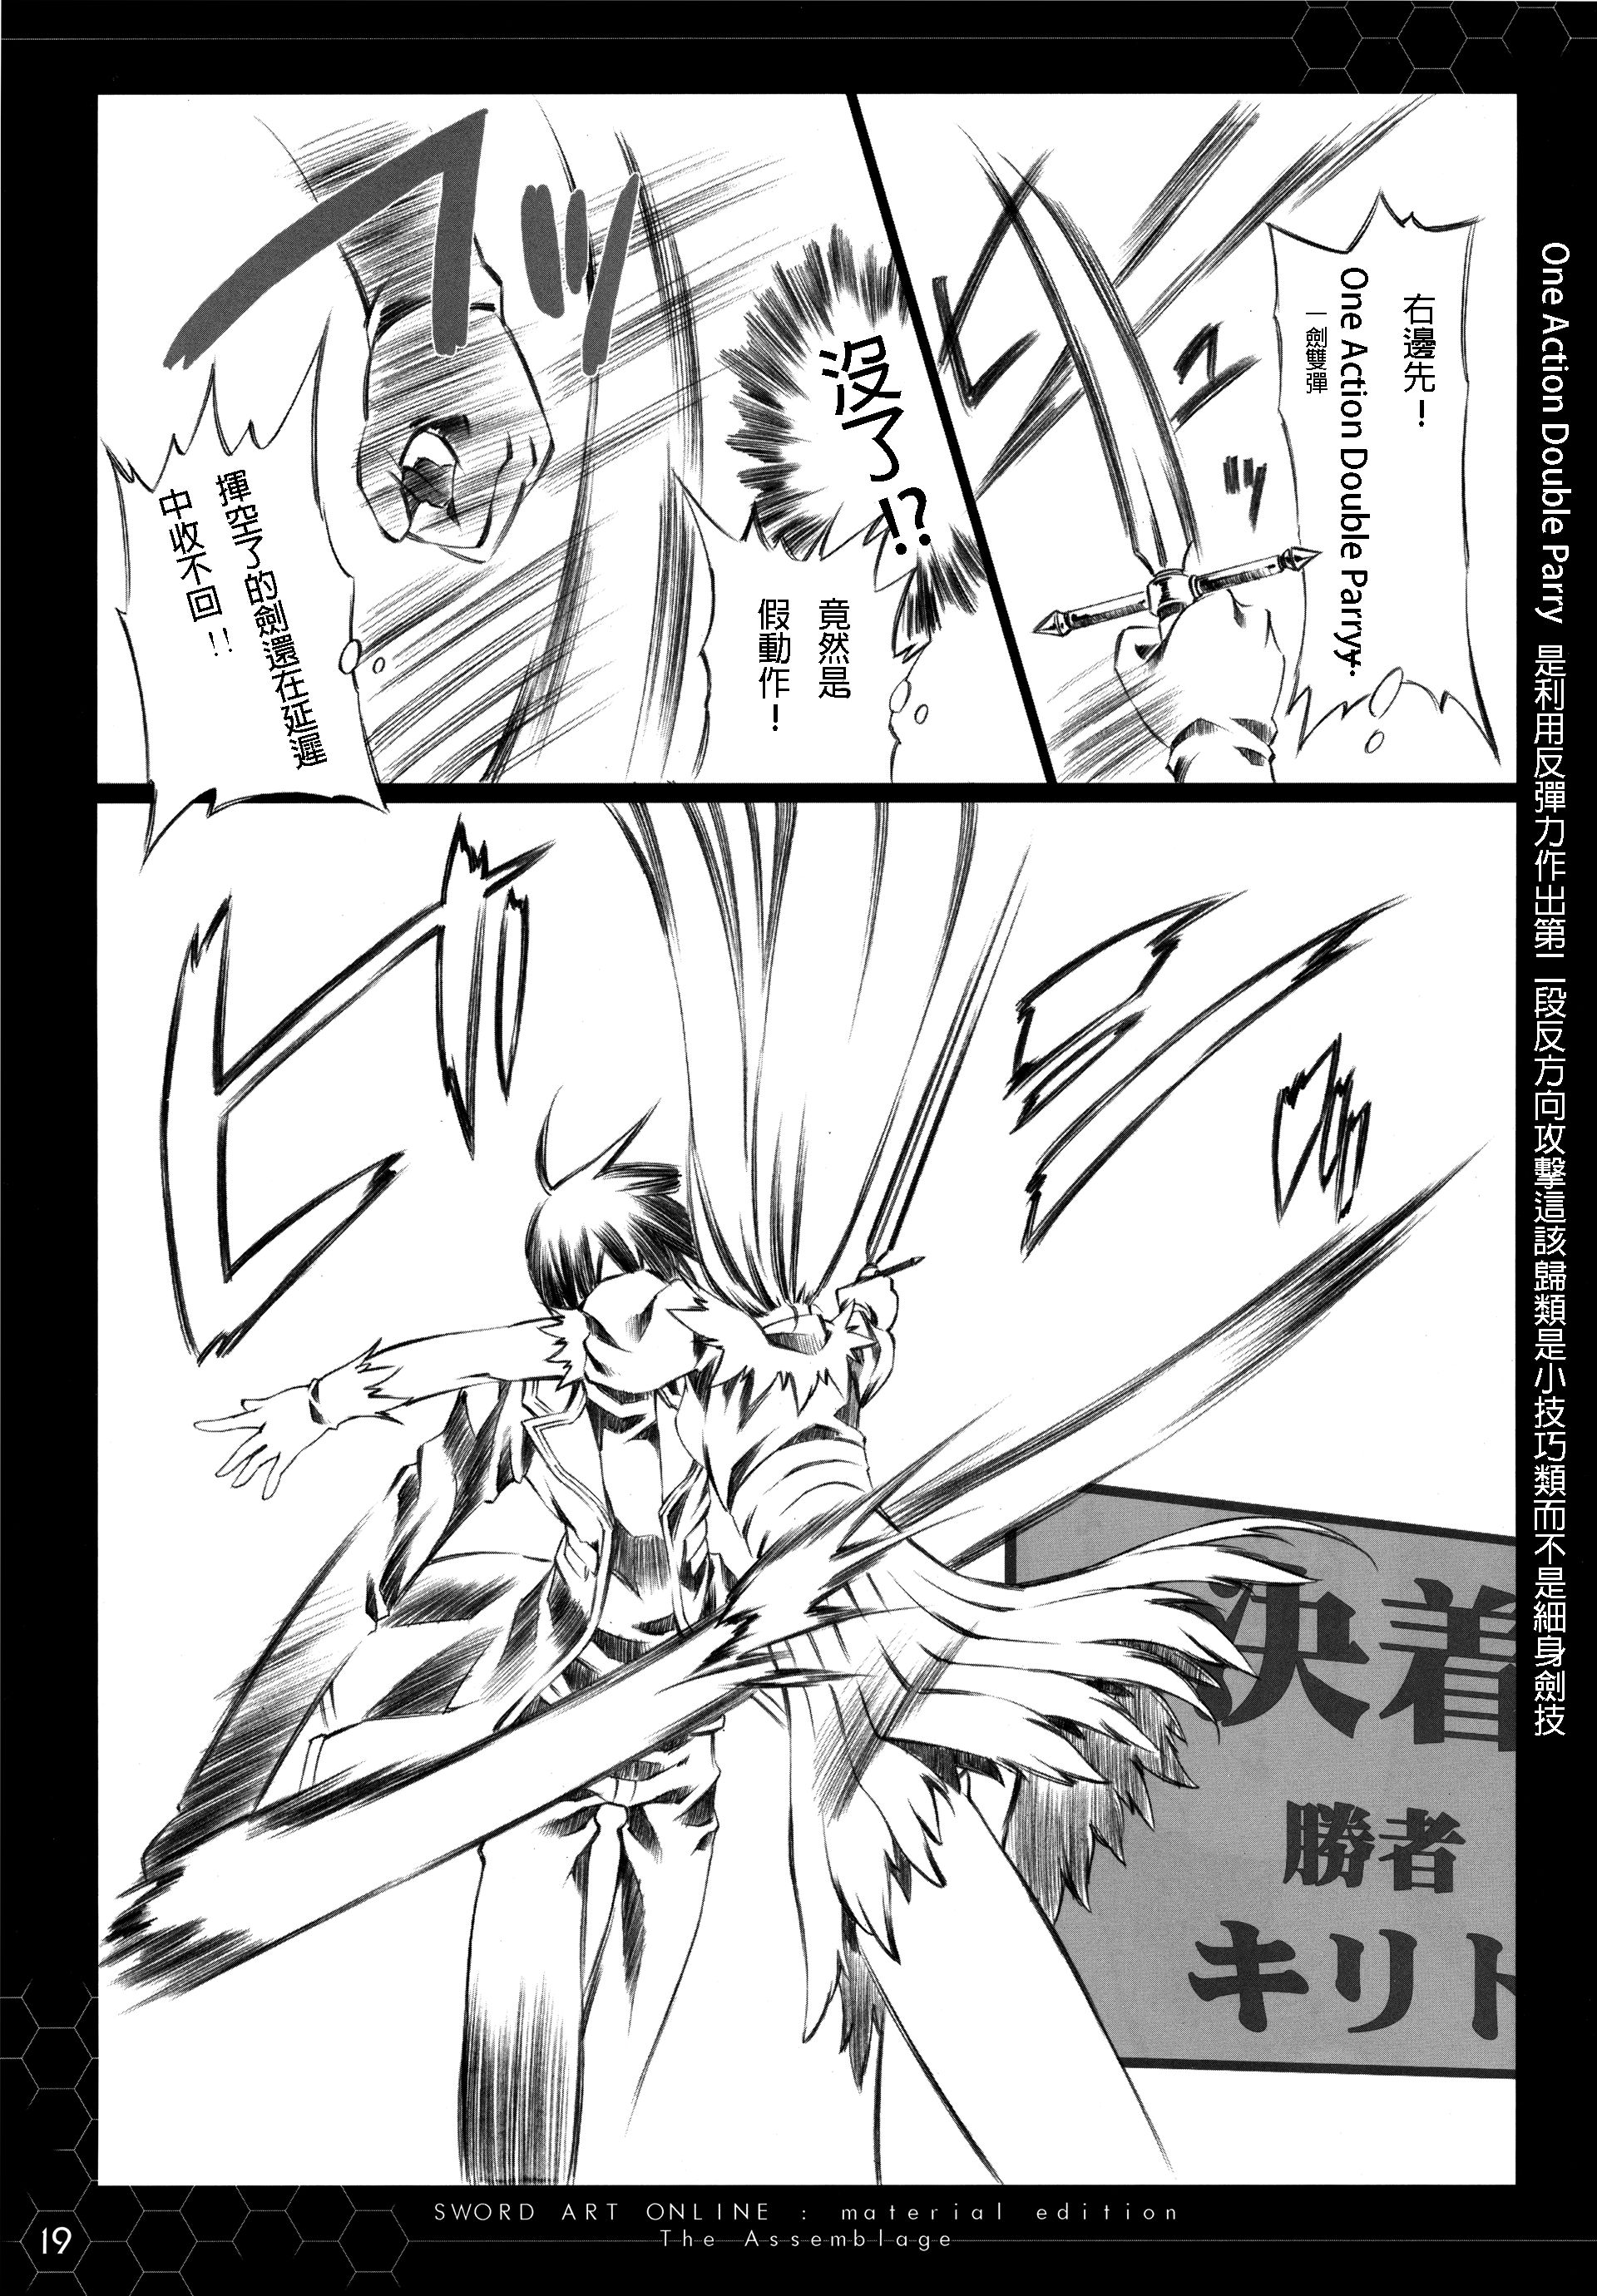 One Action Double Parry 是利用反彈力作出第二段反方向攻擊這該歸類是小技巧類而不是細身劍技
右邊先！
One Action Double Parryy.
一劍雙彈
沒了!?
竟然是
假動作！
揮空了的劍還在延遲
中收不回!!
決着
勝者
キリト
SWORD ART ONLINE : material edition
The Assemblage
19